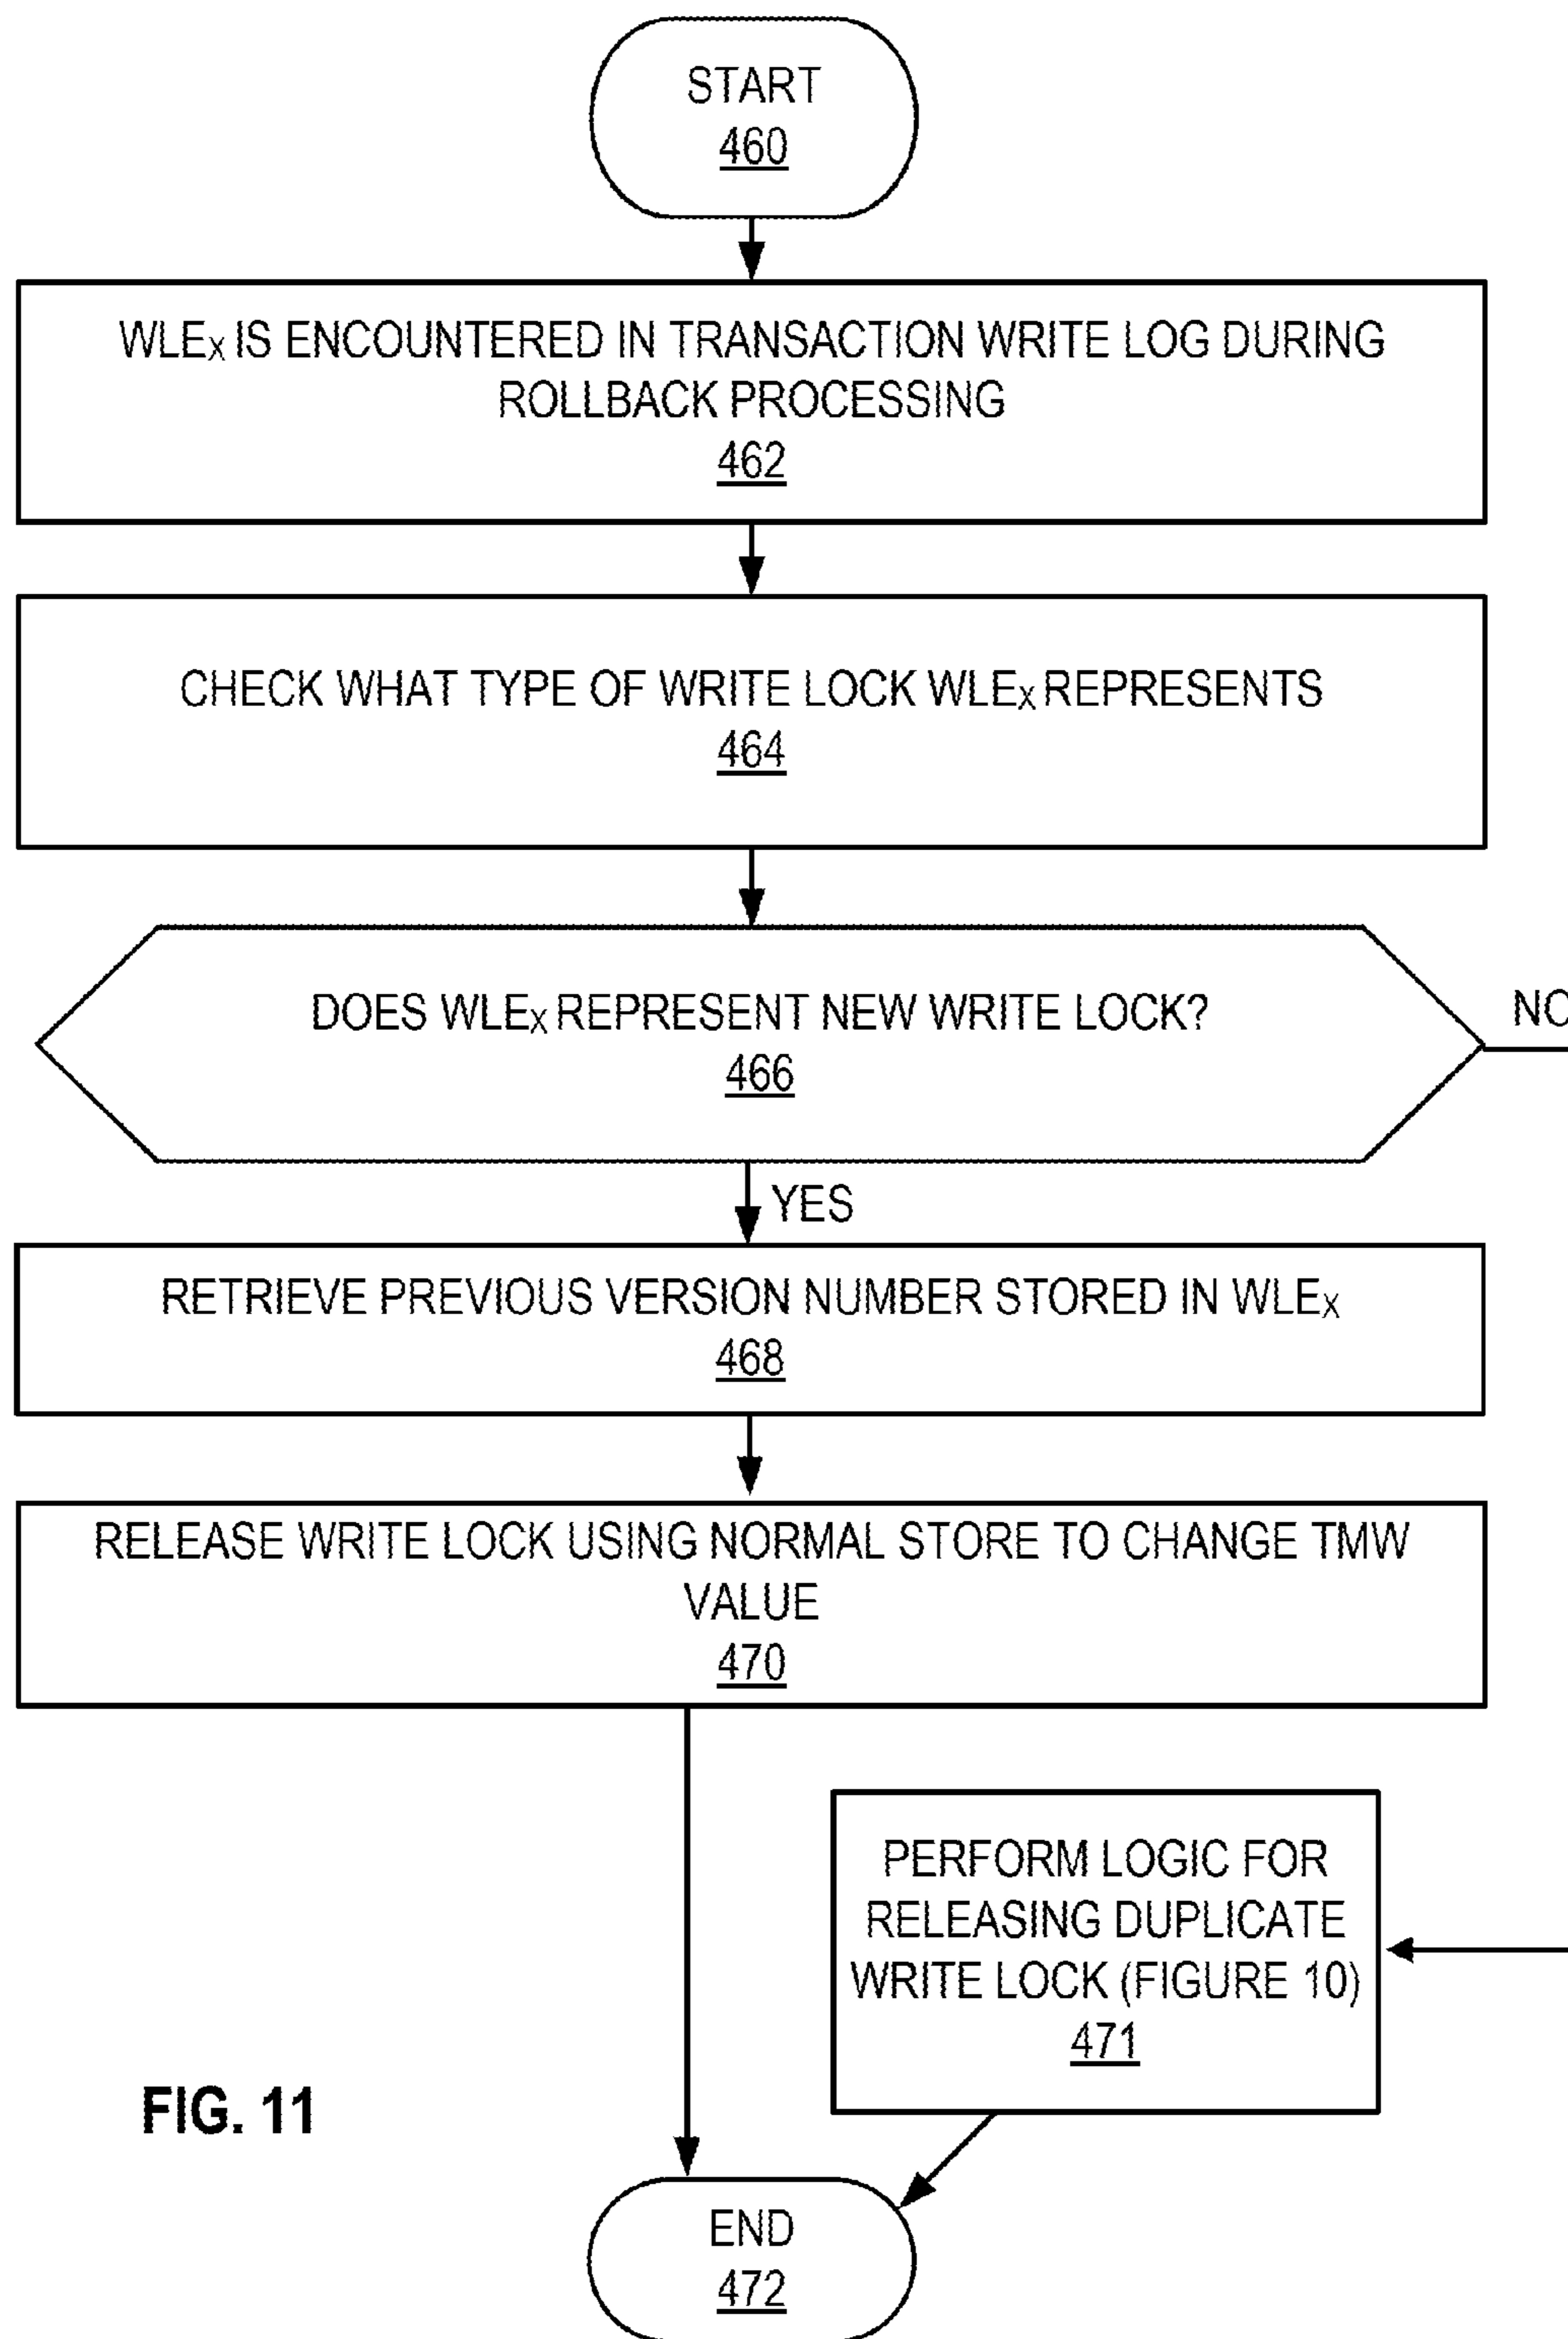 START
460
WLEX IS ENCOUNTERED IN TRANSACTION WRITE LOG DURING
ROLLBACK PROCESSING
462
CHECK WHAT TYPE OF WRITE LOCK WLEX REPRESENTS
464
DOES WLEX REPRESENT NEW WRITE LOCK?
466
NO
YES
RETRIEVE PREVIOUS VERSION NUMBER STORED IN WLEX
468
RELEASE WRITE LOCK USING NORMAL STORE TO CHANGE TMW
VALUE
470
PERFORM LOGIC FOR
RELEASING DUPLICATE
WRITE LOCK (FIGURE 10)
471
FIG. 11
END
472